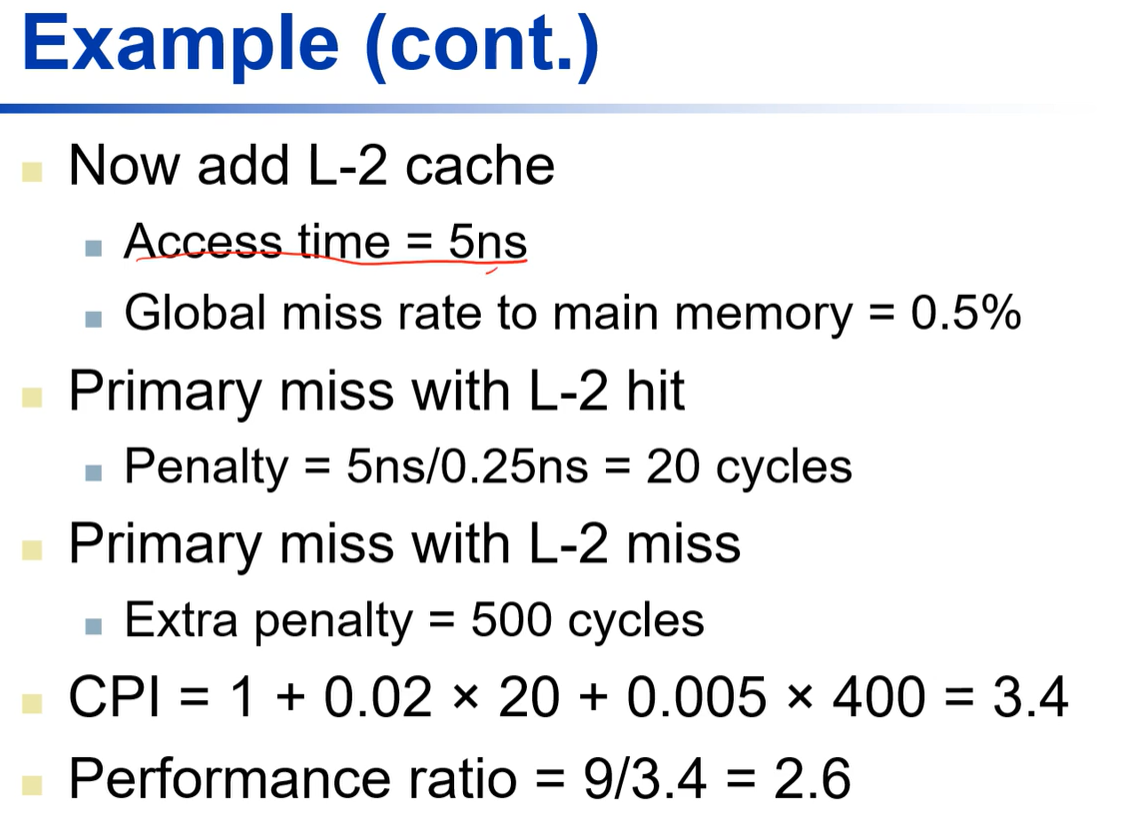 Example (cont.)
Now add L-2 cache
Access time = 5ns
Global miss rate to main memory = 0.5%
Primary miss with L-2 hit
Penalty = 5ns/0.25ns = 20 cycles
Primary miss with L-2 miss
Extra penalty = 500 cycles
CPI = 1 + 0.02 × 20 + 0.005 × 400 = 3.4
Performance ratio = 9/3.4 = 2.6